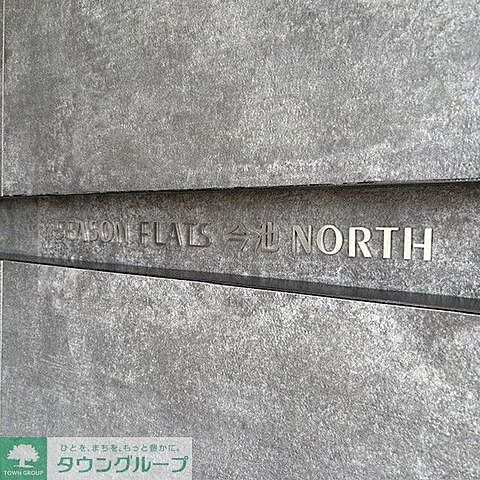 SEASON FLATS 今池 NORTH
ひとを、まちを、もっと豊かに。
タウングループ
TOWN GROUP